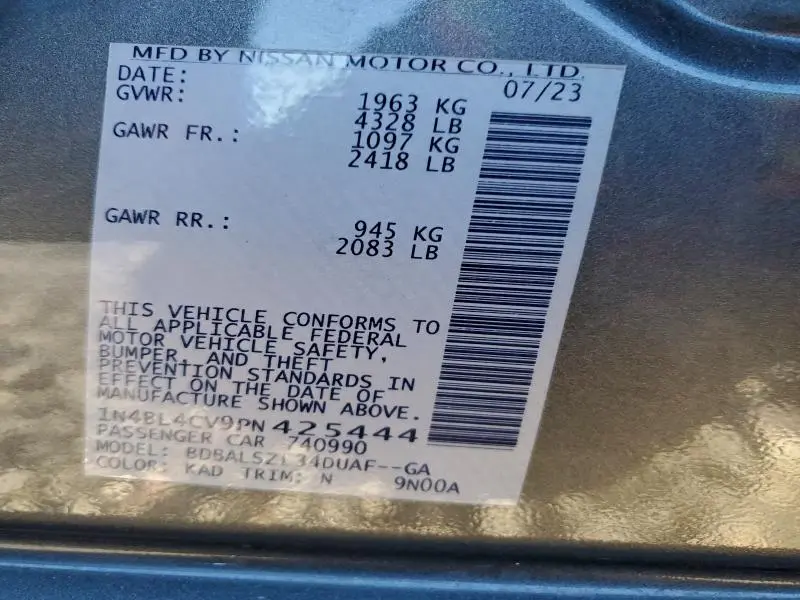 MFD BY NISSAN MOTOR CO., LTD.
DATE: 07/23
GVWR: 1963 KG
4328 LB
GAWR FR.: 1097 KG
2418 LB
GAWR RR.: 945 KG
2083 LB
THIS VEHICLE CONFORMS TO
ALL APPLICABLE FEDERAL
MOTOR VEHICLE SAFETY,
BUMPER, AND THEFT
PREVENTION STANDARDS IN
EFFECT ON THE DATE OF
MANUFACTURE SHOWN ABOVE.
1N4BL4CV9PN425444
PASSENGER CAR 740990
MODEL:
COLOR: KAD TRIM: N 9N00A